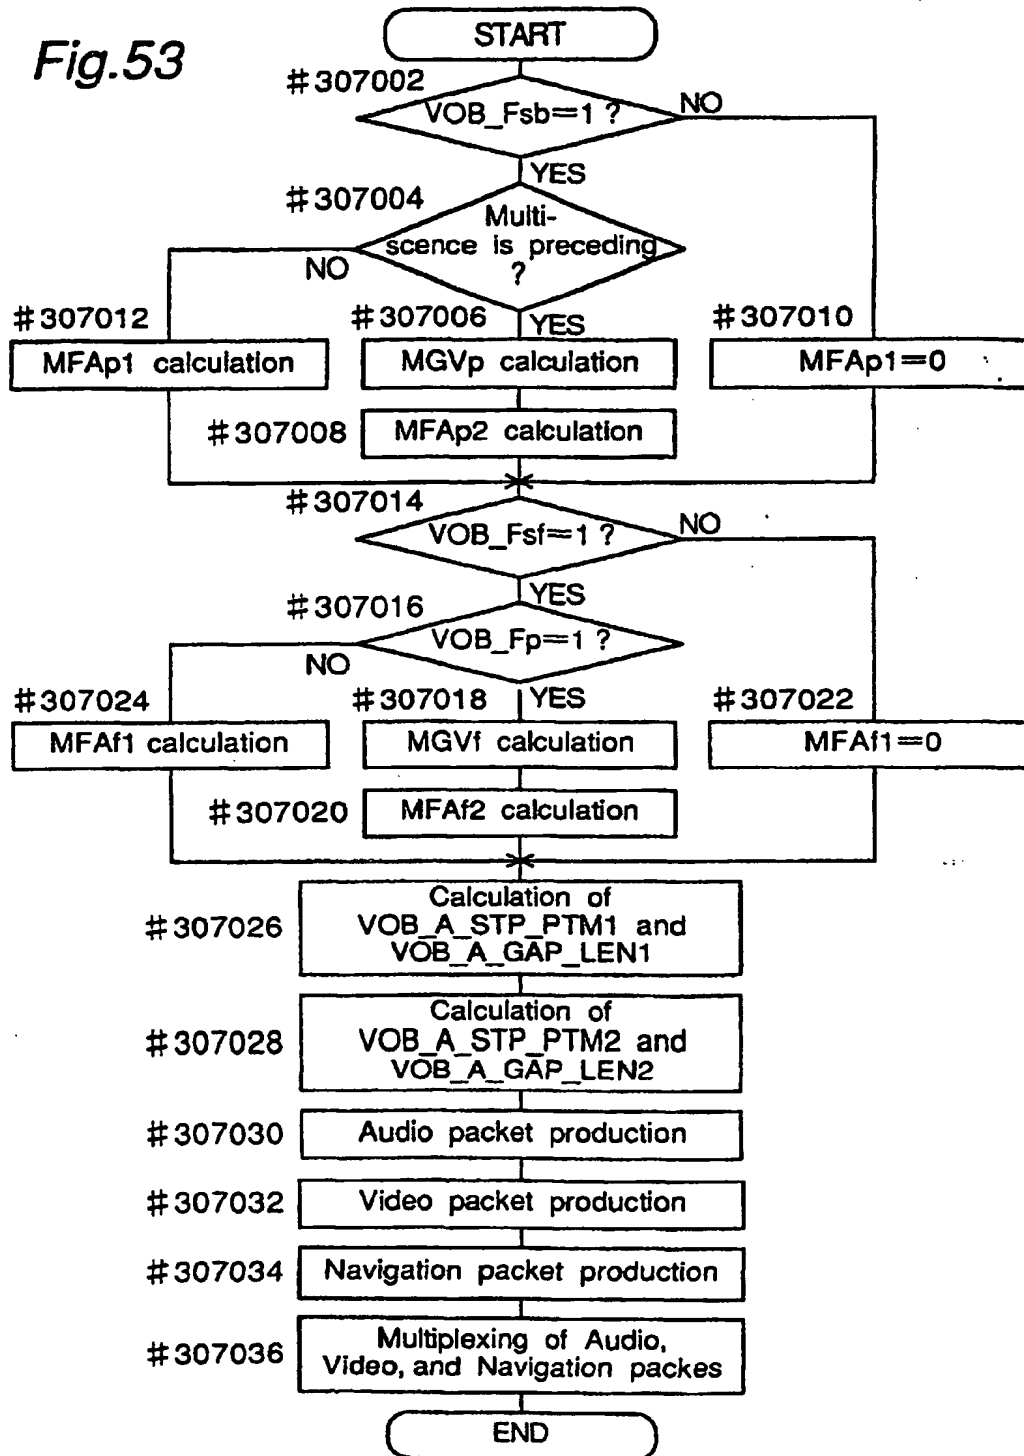 Fig.53
START
#307002
VOB_Fsb=1 ?
NO
YES
#307004
Multi-
scence is preceding
?
NO
YES
#307012
#307006
#307010
MFAp1 calculation
MGVp calculation
MFAp1=0
#307008
MFAp2 calculation
#307014
VOB_Fsf=1 ?
NO
YES
#307016
VOB_Fp=1 ?
NO
YES
#307024
#307018
#307022
MFAf1 calculation
MGVf calculation
MFAf1=0
#307020
MFAf2 calculation
#307026
Calculation of
VOB_A_STP_PTM1 and
VOB_A_GAP_LEN1
#307028
Calculation of
VOB_A_STP_PTM2 and
VOB_A_GAP_LEN2
#307030
Audio packet production
#307032
Video packet production
#307034
Navigation packet production
#307036
Multiplexing of Audio,
Video, and Navigation packes
END